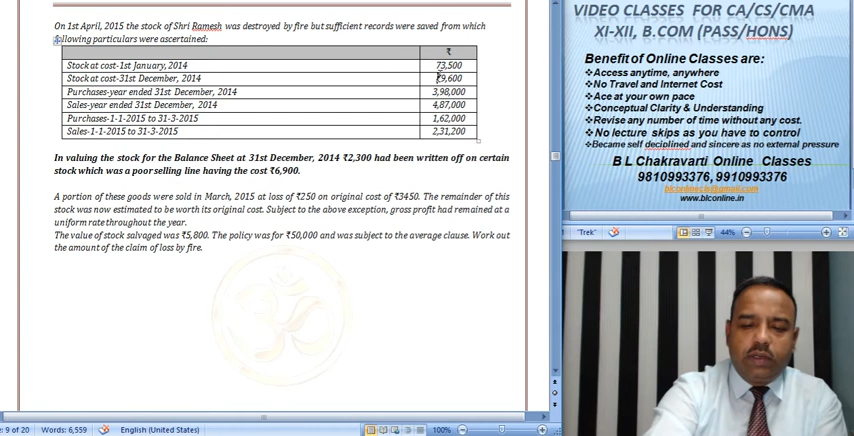 On 1st April, 2015 the stock of Shri Ramesh was destroyed by fire but sufficient records were saved from which
following particulars were ascertained:
₹
Stock at cost-1st January, 2014 73,500
Stock at cost-31st December, 2014 79,600
Purchases-year ended 31st December, 2014 3,98,000
Sales-year ended 31st December, 2014 4,87,000
Purchases-1-1-2015 to 31-3-2015 1,62,000
Sales-1-1-2015 to 31-3-2015 2,31,200
In valuing the stock for the Balance Sheet at 31st December, 2014 ₹2,300 had been written off on certain
stock which was a poor selling line having the cost ₹6,900.
A portion of these goods were sold in March, 2015 at loss of ₹250 on original cost of ₹3450. The remainder of this
stock was now estimated to be worth its original cost. Subject to the above exception, gross profit had remained at a
uniform rate throughout the year.
The value of stock salvaged was ₹5,800. The policy was for ₹50,000 and was subject to the average clause. Work out
the amount of the claim of loss by fire.
: 9 of 20 Words: 6,559 English (United States) 100%
VIDEO CLASSES FOR CA/CS/CMA
XI-XII, B.COM (PASS/HONS)
Benefit of Online Classes are:
❖Access anytime, anywhere
❖No Travel and Internet Cost
❖Ace at your own pace
❖Conceptual Clarity & Understanding
❖Revise any number of time without any cost.
❖No lecture skips as you have to control
❖Became self deciplined and sincere as no external pressure
B L Chakravarti Online Classes
9810993376, 9910993376
www.blconline.in
"Trek" 44%